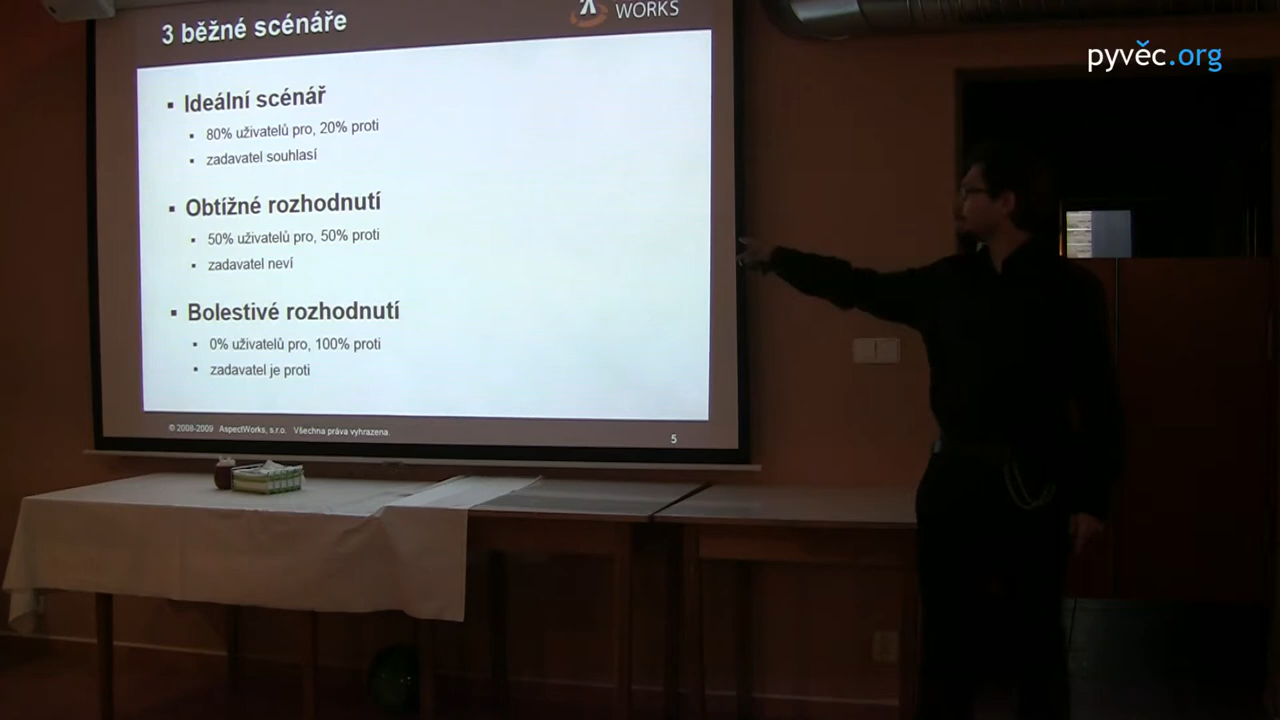 3 běžné scénáře
WORKS
pyvěc.org
Ideální scénář
80% uživatelů pro, 20% proti
zadavatel souhlasí
Obtížné rozhodnutí
50% uživatelů pro, 50% proti
zadavatel neví
Bolestivé rozhodnutí
0% uživatelů pro, 100% proti
zadavatel je proti
© 2008-2009 AspectWorks, s.r.o. Všechna práva vyhrazena.
5